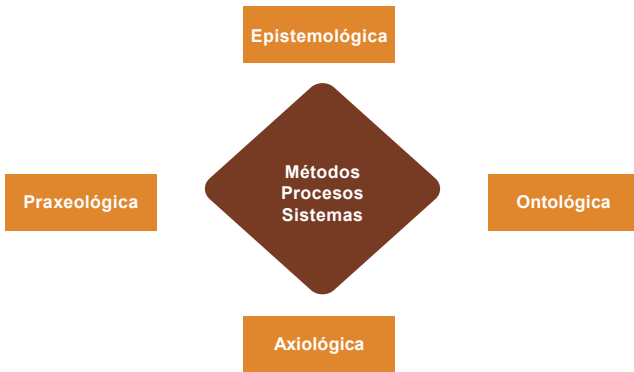 Epistemológica
Métodos
Procesos
Sistemas
Praxeológica
Ontológica
Axiológica